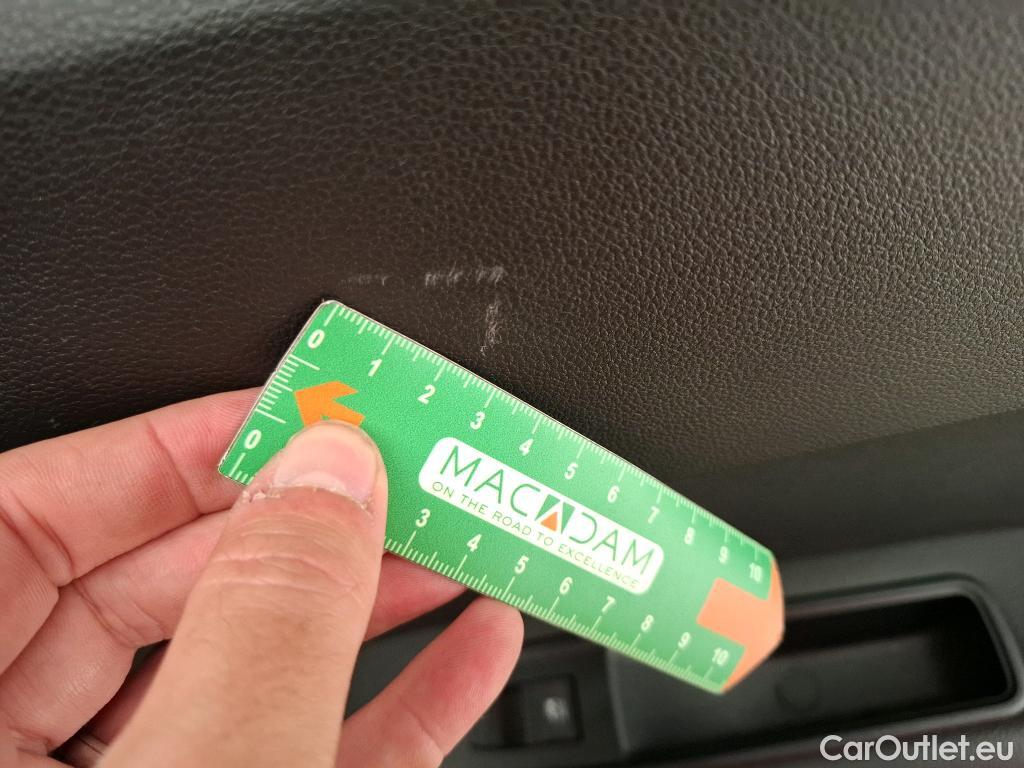 0 1 2 3 4 5 6 7 8 9 10
MACADAM
ON THE ROAD TO EXCELLENCE
0 3 4 5 6 7 8 9 10
CarOutlet.eu